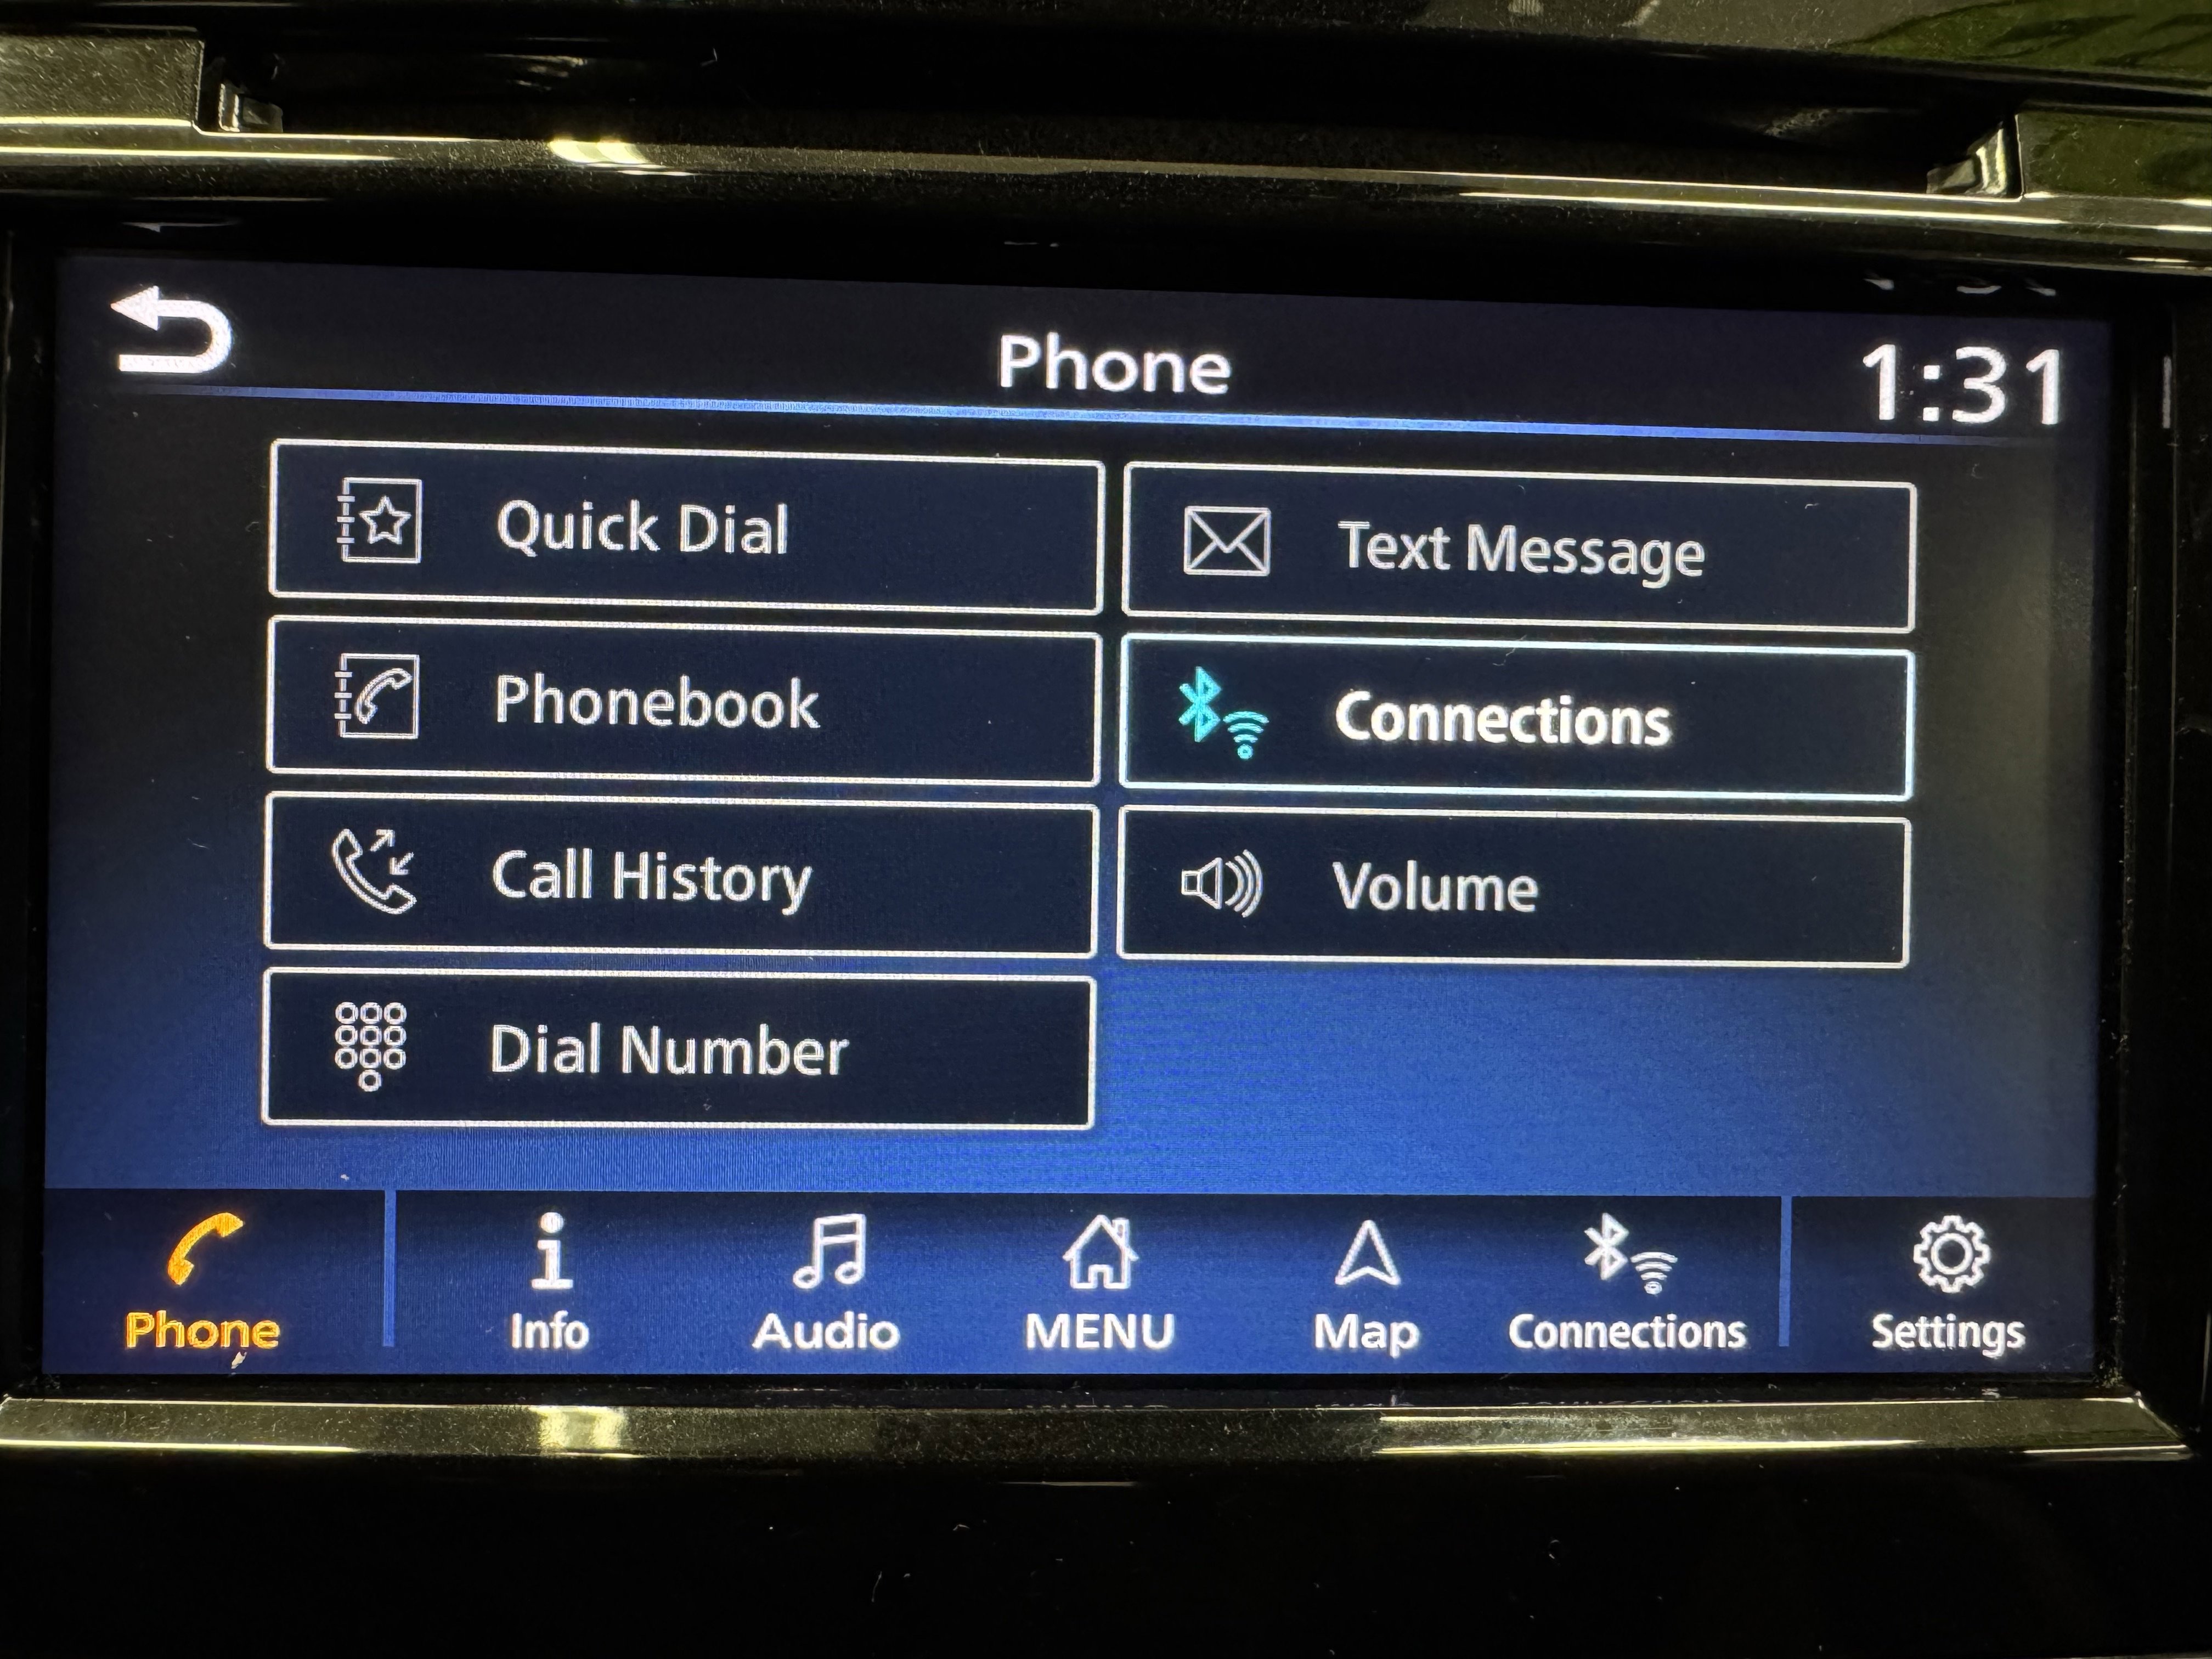 Phone
1:31
Quick Dial
Text Message
Phonebook
Connections
Call History
Volume
Dial Number
Phone
Info
Audio
MENU
Map
Connections
Settings